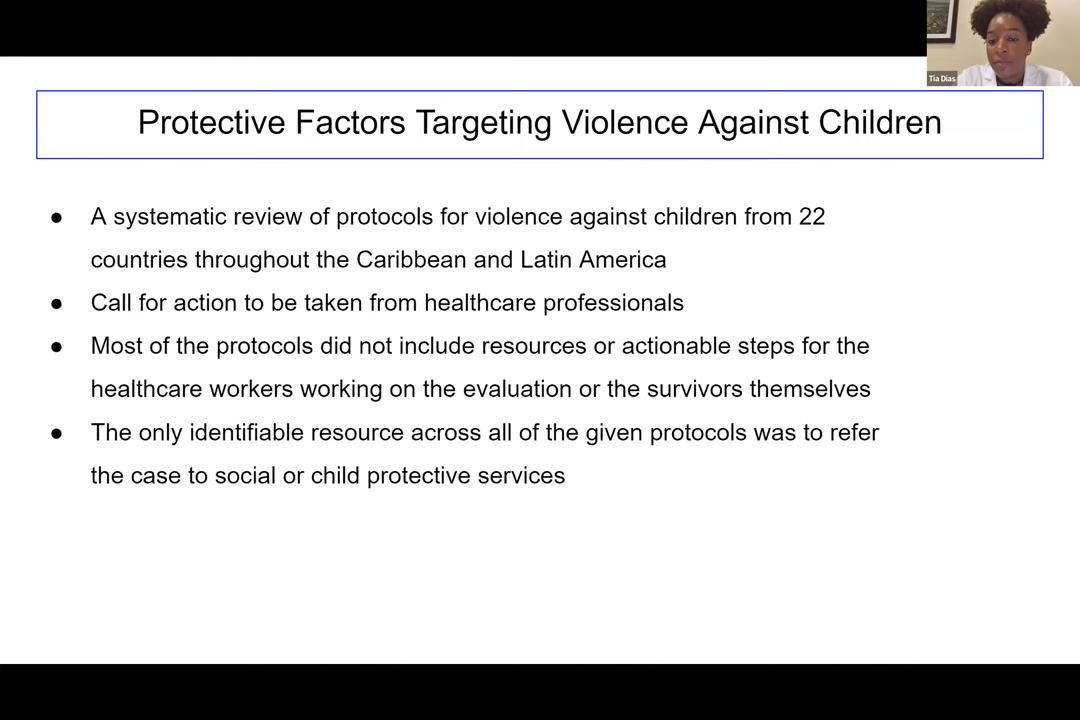 Tia Dias
Protective Factors Targeting Violence Against Children
● A systematic review of protocols for violence against children from 22
countries throughout the Caribbean and Latin America
● Call for action to be taken from healthcare professionals
● Most of the protocols did not include resources or actionable steps for the
healthcare workers working on the evaluation or the survivors themselves
● The only identifiable resource across all of the given protocols was to refer
the case to social or child protective services